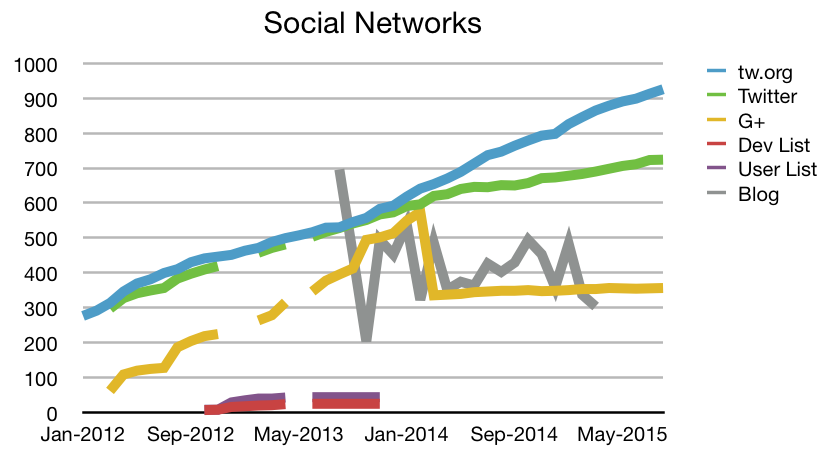 Social Networks
1000
900
800
700
600
500
400
300
200
100
0
Jan-2012 Sep-2012 May-2013 Jan-2014 Sep-2014 May-2015
tw.org
Twitter
G+
Dev List
User List
Blog